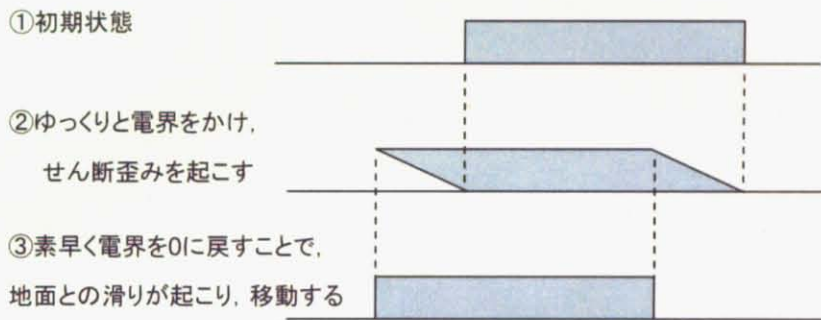 ①初期状態
②ゆっくりと電界をかけ,
せん断歪みを起こす
③素早く電界を0に戻すことで,
地面との滑りが起こり, 移動する